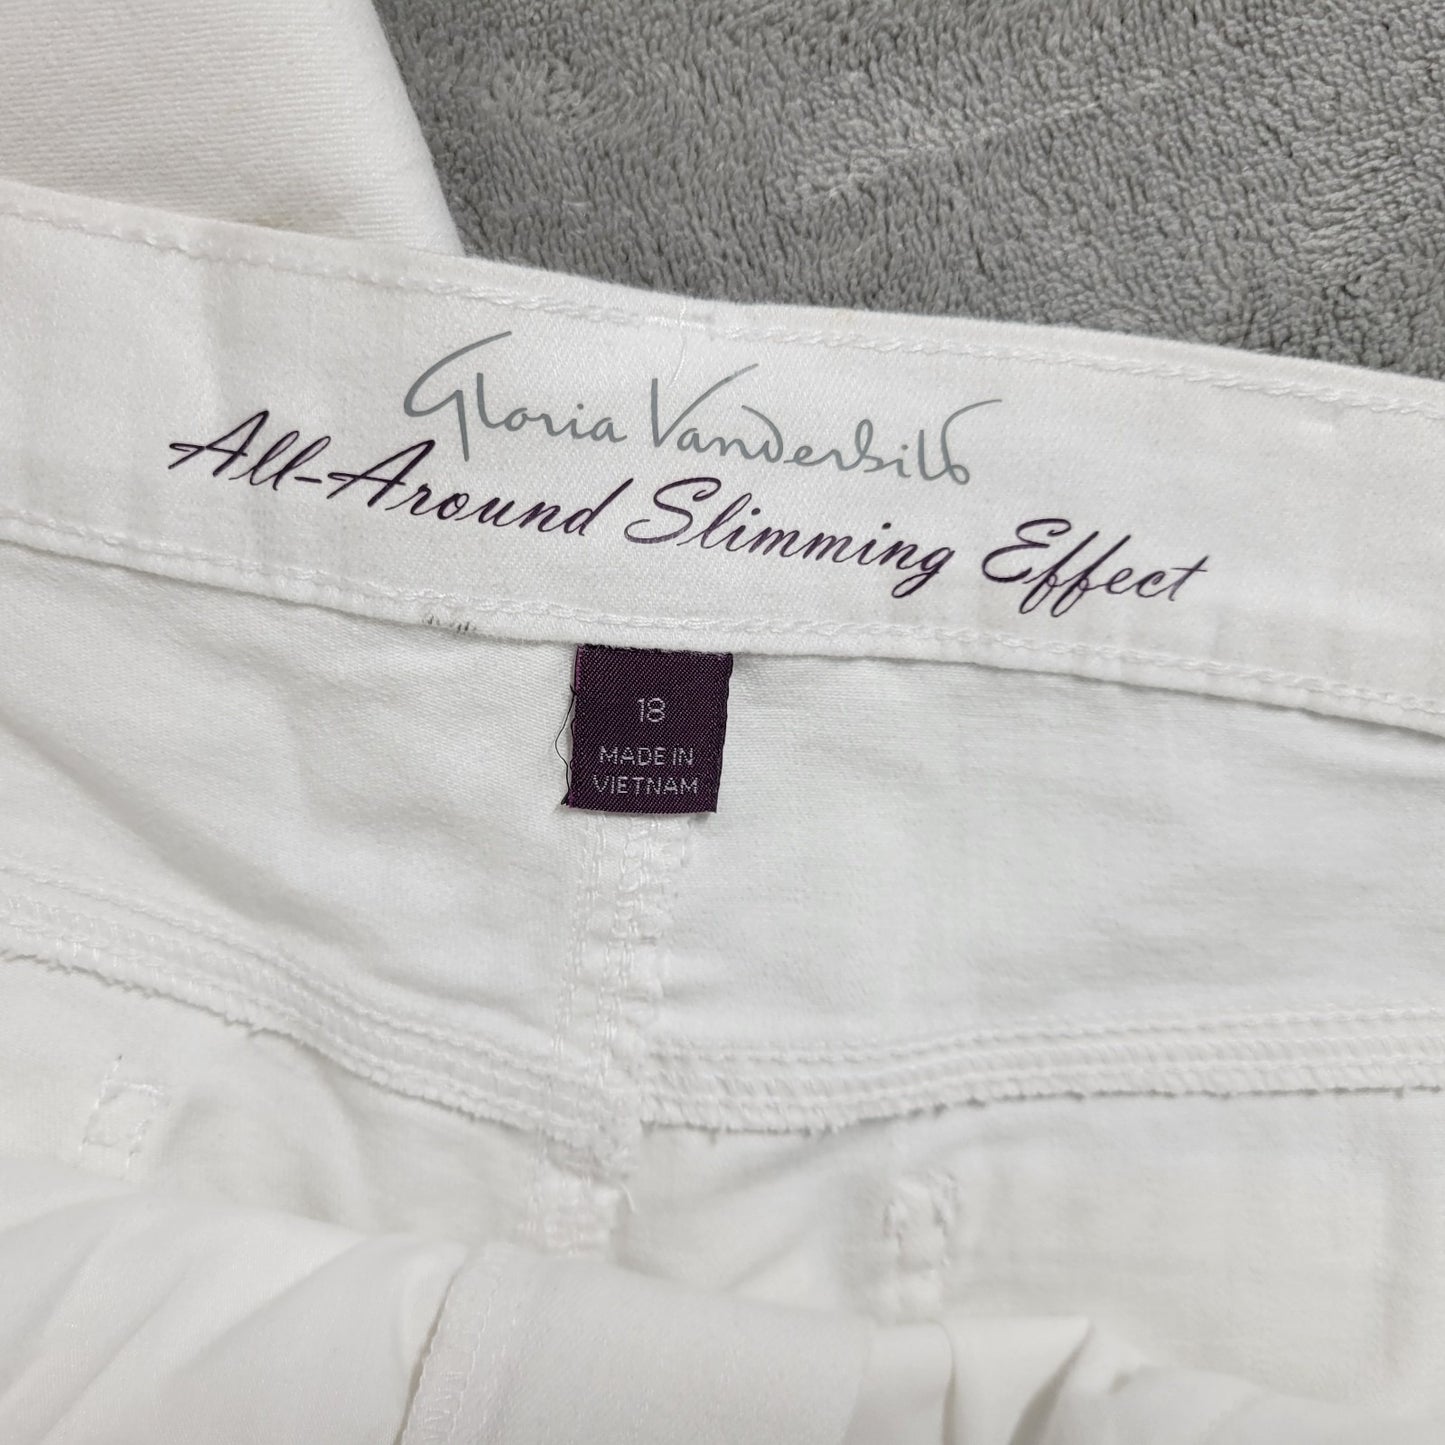 Gloria Vanderbilt
All-Around Slimming Effect
18
MADE IN
VIETNAM